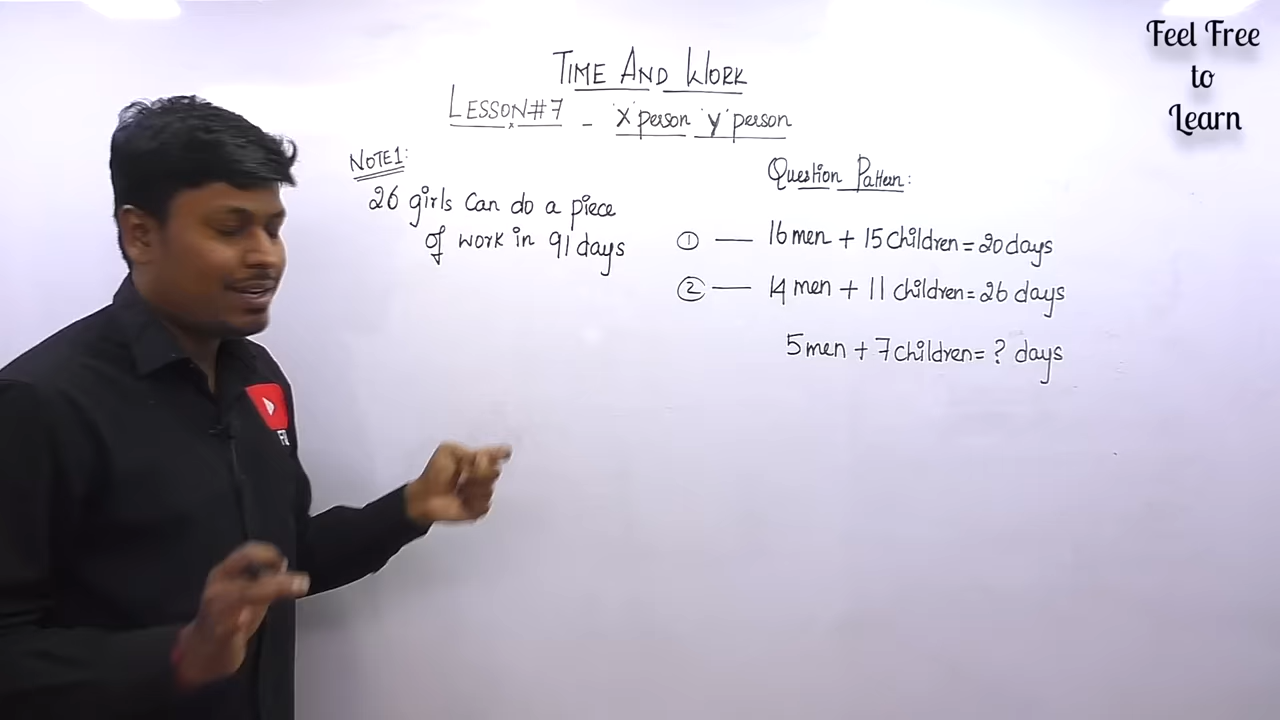 Feel Free
to
Learn
TIME AND WORK
LESSON#7 - 'x' person 'y' person
NOTE1:
26 girls can do a piece
of work in 91 days
Question Pattern:
① — 16 men + 15 children = 20 days
② — 14 men + 11 children = 26 days
5 men + 7 children = ? days